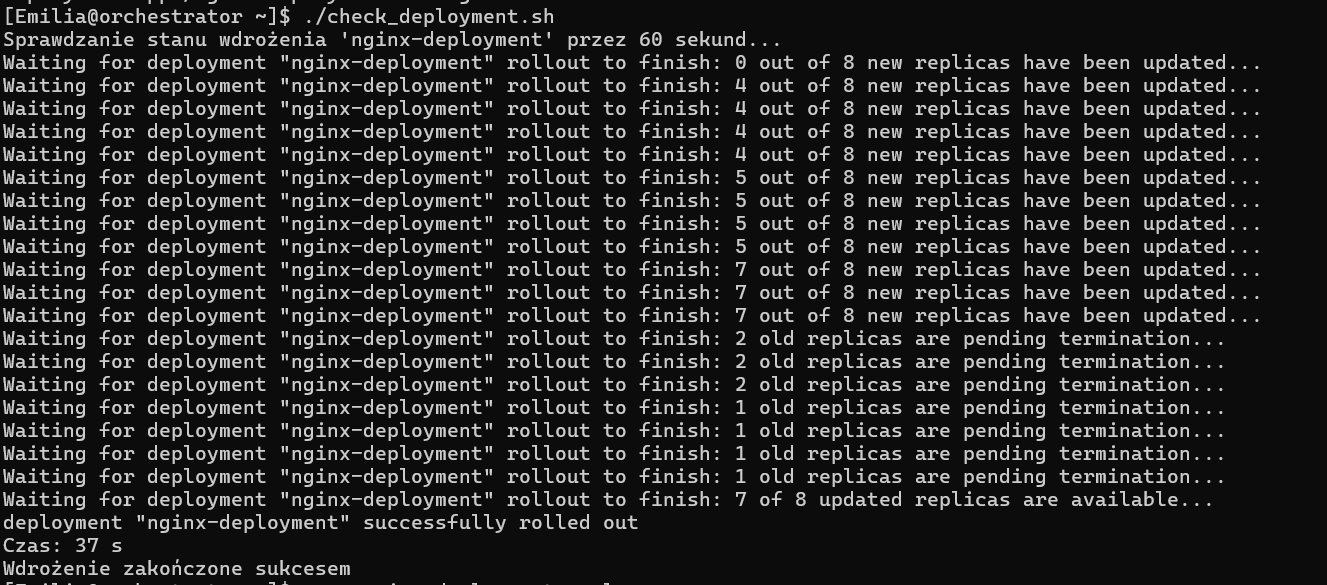 [Emilia@orchestrator ~]$ ./check_deployment.sh
Sprawdzanie stanu wdrożenia 'nginx-deployment' przez 60 sekund...
Waiting for deployment "nginx-deployment" rollout to finish: 0 out of 8 new replicas have been updated...
Waiting for deployment "nginx-deployment" rollout to finish: 4 out of 8 new replicas have been updated...
Waiting for deployment "nginx-deployment" rollout to finish: 4 out of 8 new replicas have been updated...
Waiting for deployment "nginx-deployment" rollout to finish: 4 out of 8 new replicas have been updated...
Waiting for deployment "nginx-deployment" rollout to finish: 4 out of 8 new replicas have been updated...
Waiting for deployment "nginx-deployment" rollout to finish: 5 out of 8 new replicas have been updated...
Waiting for deployment "nginx-deployment" rollout to finish: 5 out of 8 new replicas have been updated...
Waiting for deployment "nginx-deployment" rollout to finish: 5 out of 8 new replicas have been updated...
Waiting for deployment "nginx-deployment" rollout to finish: 5 out of 8 new replicas have been updated...
Waiting for deployment "nginx-deployment" rollout to finish: 7 out of 8 new replicas have been updated...
Waiting for deployment "nginx-deployment" rollout to finish: 7 out of 8 new replicas have been updated...
Waiting for deployment "nginx-deployment" rollout to finish: 7 out of 8 new replicas have been updated...
Waiting for deployment "nginx-deployment" rollout to finish: 2 old replicas are pending termination...
Waiting for deployment "nginx-deployment" rollout to finish: 2 old replicas are pending termination...
Waiting for deployment "nginx-deployment" rollout to finish: 2 old replicas are pending termination...
Waiting for deployment "nginx-deployment" rollout to finish: 1 old replicas are pending termination...
Waiting for deployment "nginx-deployment" rollout to finish: 1 old replicas are pending termination...
Waiting for deployment "nginx-deployment" rollout to finish: 1 old replicas are pending termination...
Waiting for deployment "nginx-deployment" rollout to finish: 1 old replicas are pending termination...
Waiting for deployment "nginx-deployment" rollout to finish: 7 of 8 updated replicas are available...
deployment "nginx-deployment" successfully rolled out
Czas: 37 s
Wdrożenie zakończone sukcesem